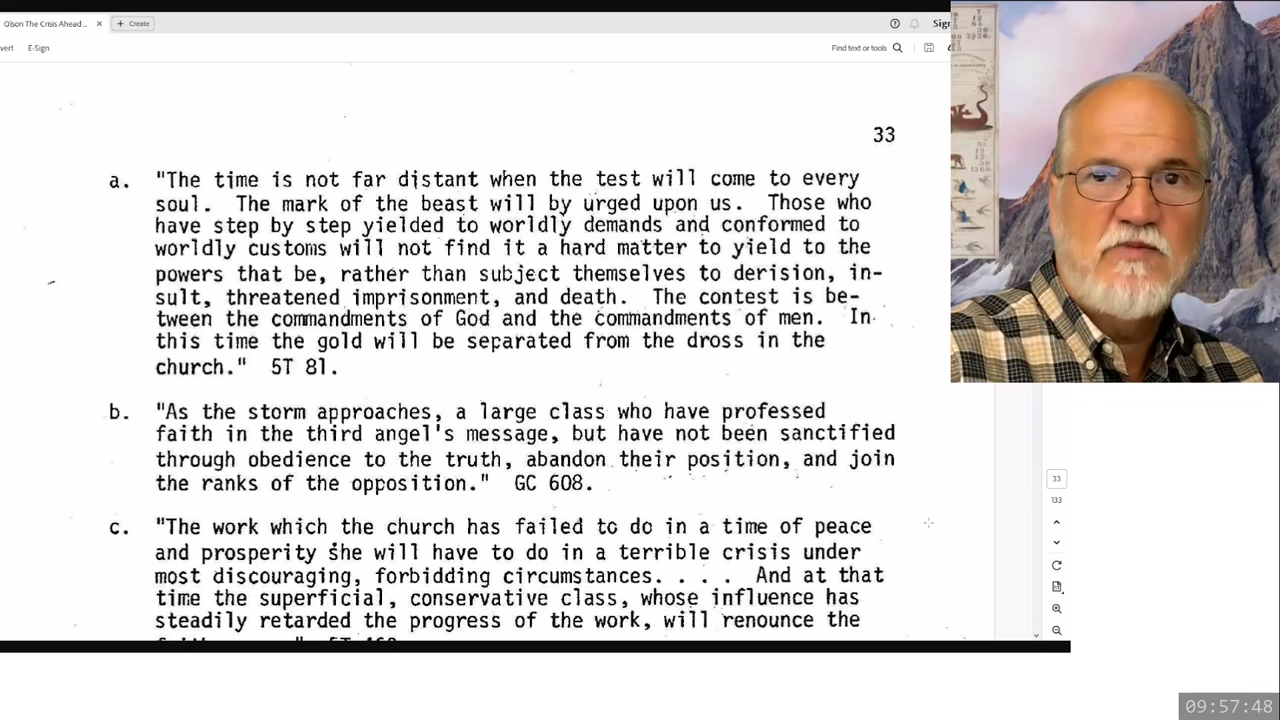 Olson The Crisis Ahead ...
× + Create
Sign
vert E-Sign
Find text or tools
33
a. "The time is not far distant when the test will come to every
soul. The mark of the beast will by urged upon us. Those who
have step by step yielded to worldly demands and conformed to
worldly customs will not find it a hard matter to yield to the
powers that be, rather than subject themselves to derision, in-
sult, threatened imprisonment, and death. The contest is be-
tween the commandments of God and the commandments of men. In
this time the gold will be separated from the dross in the
church." 5T 81.
b. "As the storm approaches, a large class who have professed
faith in the third angel's message, but have not been sanctified
through obedience to the truth, abandon their position, and join
the ranks of the opposition." GC 608.
c. "The work which the church has failed to do in a time of peace
and prosperity she will have to do in a terrible crisis under
most discouraging, forbidding circumstances. . . . And at that
time the superficial, conservative class, whose influence has
steadily retarded the progress of the work, will renounce the
33
133
09:57:48